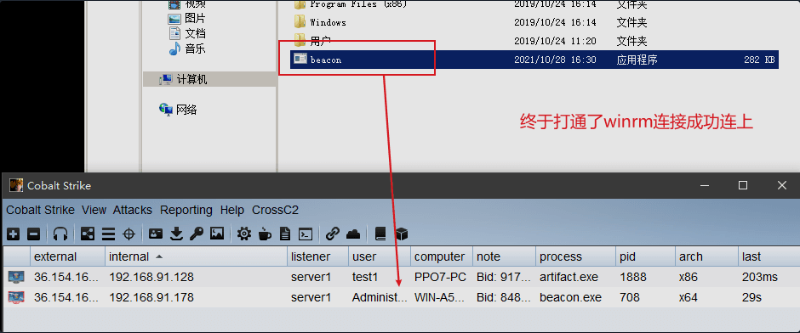 视频
图片
文档
音乐
计算机
网络
Program Files (x86) 2019/10/24 16:14 文件夹
Windows 2019/10/24 16:14 文件夹
用户 2019/10/24 11:20 文件夹
beacon 2021/10/28 16:30 应用程序 282 KB
终于打通了winrm连接成功连上
Cobalt Strike
Cobalt Strike View Attacks Reporting Help CrossC2
external internal listener user computer note process pid arch last
36.154.16... 192.168.91.128 server1 test1 PPO7-PC Bid: 917... artifact.exe 1888 x86 203ms
36.154.16... 192.168.91.178 server1 Administ... WIN-A5... Bid: 848... beacon.exe 708 x64 29s